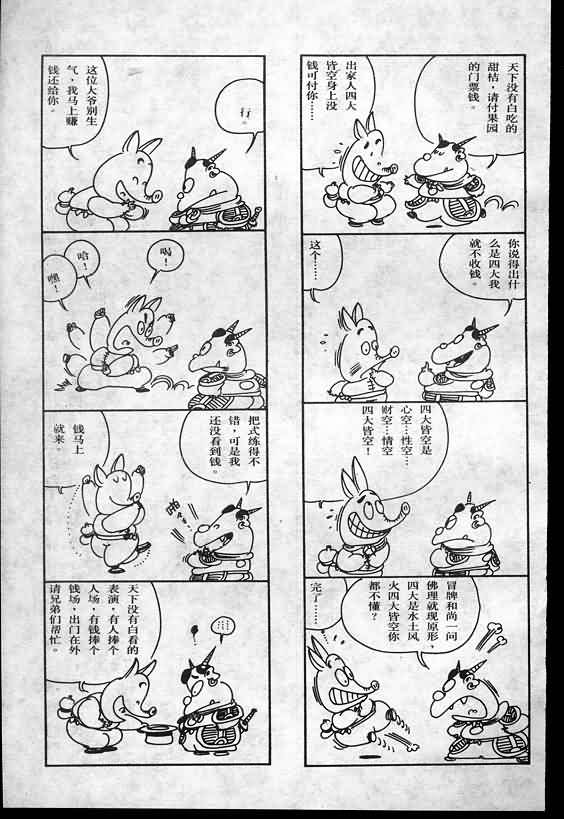 天下没有白吃的
甜桔，请付果园
的门票钱。
出家人四大
皆空身上没
钱可付你……
你说得出什
么是四大我
就不收钱。
这个……
四大皆空是
心空…性空…
财空…情空
四大皆空！
冒牌和尚一问
佛理就现原形，
四大是水土风
火四大皆空你
都不懂？
完了……
行。
这位大爷别生
气，我马上赚
钱还给你。
喝！
哈！
嘿！
把式练得不
错，可是我
还没看到钱。
啪…
钱马上
就来。
……
天下没有白看的
表演，有人捧个
人场，有钱捧个
钱场，出门在外
请兄弟们帮忙。